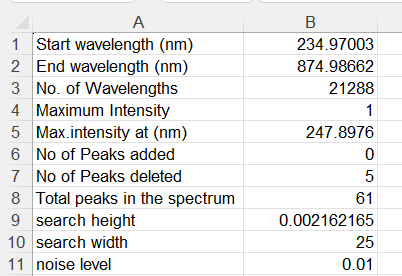 A B
1 Start wavelength (nm) 234.97003
2 End wavelength (nm) 874.98662
3 No. of Wavelengths 21288
4 Maximum Intensity 1
5 Max.intensity at (nm) 247.8976
6 No of Peaks added 0
7 No of Peaks deleted 5
8 Total peaks in the spectrum 61
9 search height 0.002162165
10 search width 25
11 noise level 0.01